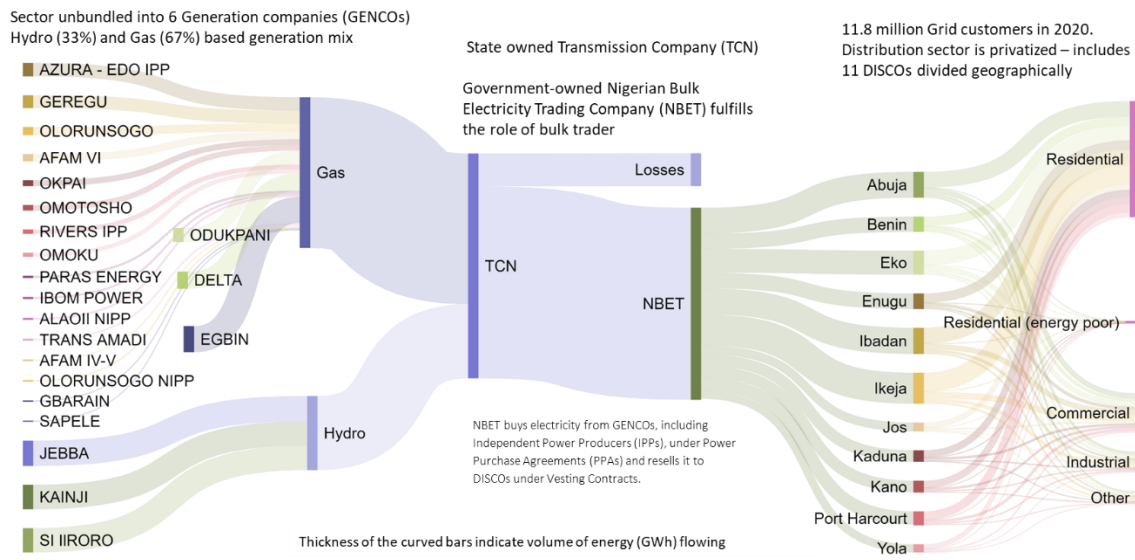 Sector unbundled into 6 Generation companies (GENCOs)
Hydro (33%) and Gas (67%) based generation mix
State owned Transmission Company (TCN)
Government-owned Nigerian Bulk
Electricity Trading Company (NBET) fulfills
the role of bulk trader
11.8 million Grid customers in 2020.
Distribution sector is privatized – includes
11 DISCOs divided geographically
AZURA - EDO IPP
GEREGU
OLORUNSOGO
AFAM VI
OKPAI
OMOTOSHO
RIVERS IPP
OMOKU
PARAS ENERGY
IBOM POWER
ALAOII NIPP
TRANS AMADI
AFAM IV-V
OLORUNSOGO NIPP
GBARAIN
SAPELE
JEBBA
KAINJI
SI IIRORO
ODUKPANI
DELTA
EGBIN
Gas
Hydro
TCN
Losses
NBET
NBET buys electricity from GENCOs, including
Independent Power Producers (IPPs), under Power
Purchase Agreements (PPAs) and resells it to
DISCOs under Vesting Contracts.
Abuja
Benin
Eko
Enugu
Ibadan
Ikeja
Jos
Kaduna
Kano
Port Harcourt
Yola
Residential
Residential (energy poor)
Commercial
Industrial
Other
Thickness of the curved bars indicate volume of energy (GWh) flowing